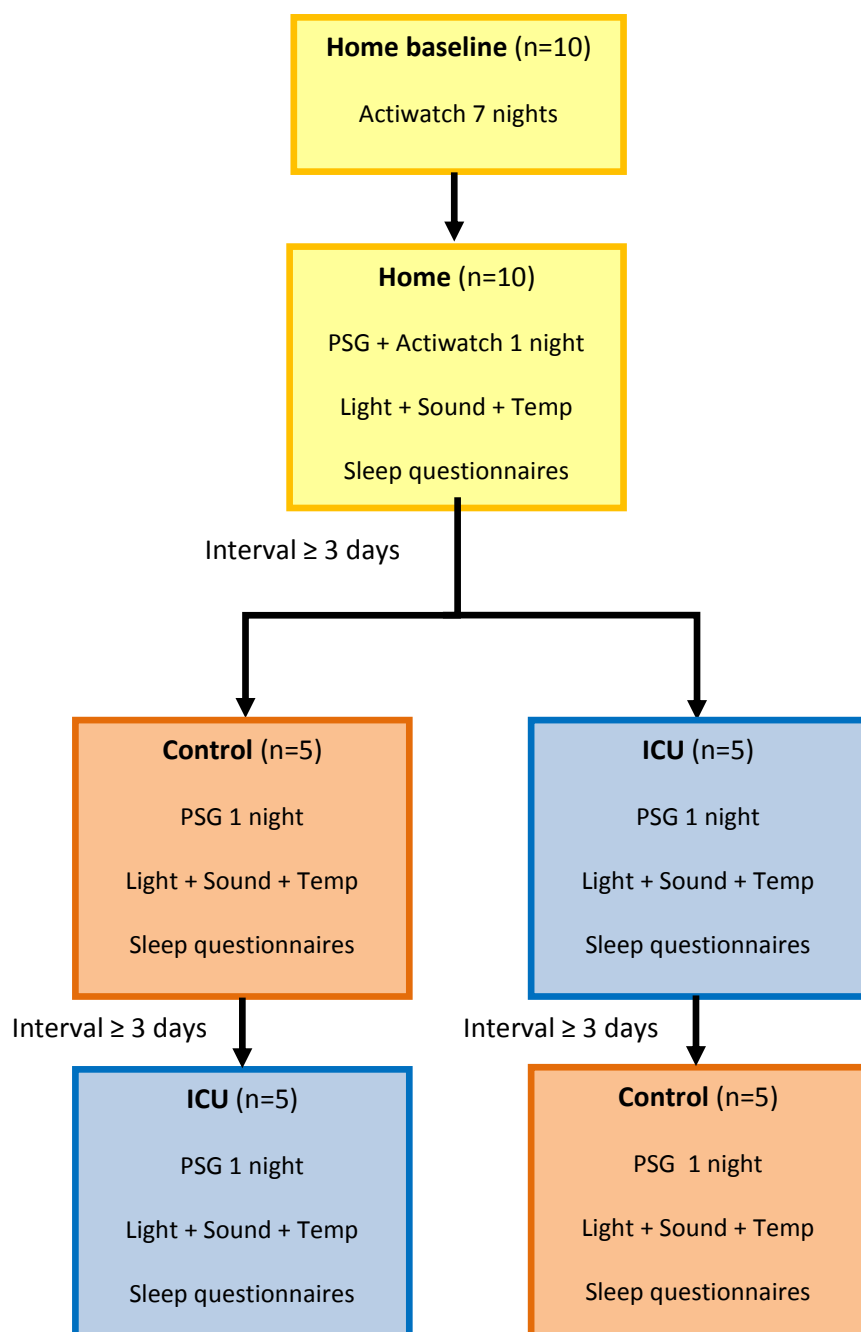 Home baseline (n=10)
Actiwatch 7 nights
Home (n=10)
PSG + Actiwatch 1 night
Light + Sound + Temp
Sleep questionnaires
Interval ≥ 3 days
Control (n=5)
PSG 1 night
Light + Sound + Temp
Sleep questionnaires
ICU (n=5)
PSG 1 night
Light + Sound + Temp
Sleep questionnaires
Interval ≥ 3 days
Interval ≥ 3 days
ICU (n=5)
PSG 1 night
Light + Sound + Temp
Sleep questionnaires
Control (n=5)
PSG  1 night
Light + Sound + Temp
Sleep questionnaires